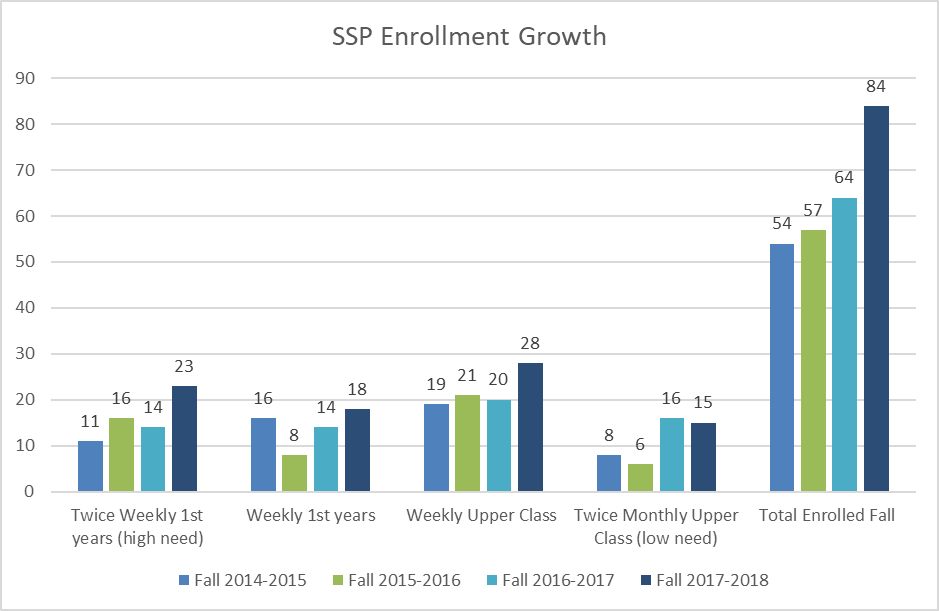 SSP Enrollment Growth
90
80
70
60
50
40
30
20
10
0
11 16 14 23
16 8 14 18
19 21 20 28
8 6 16 15
54 57 64 84
Twice Weekly 1st
years (high need)
Weekly 1st years
Weekly Upper Class
Twice Monthly Upper
Class (low need)
Total Enrolled Fall
Fall 2014-2015 Fall 2015-2016 Fall 2016-2017 Fall 2017-2018